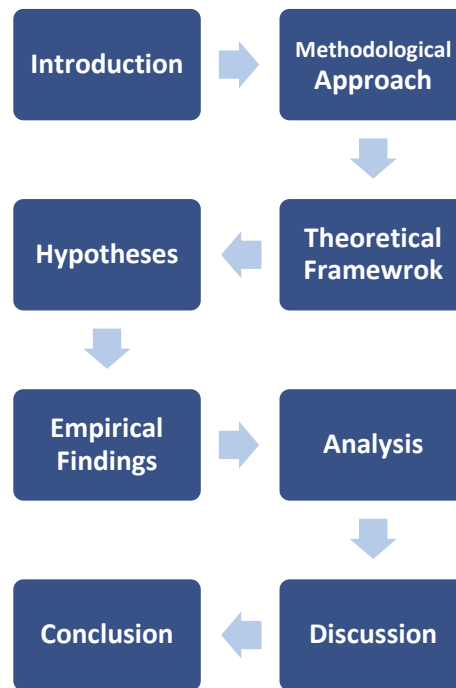 Introduction
Methodological
Approach
Theoretical
Framewrok
Hypotheses
Empirical
Findings
Analysis
Discussion
Conclusion